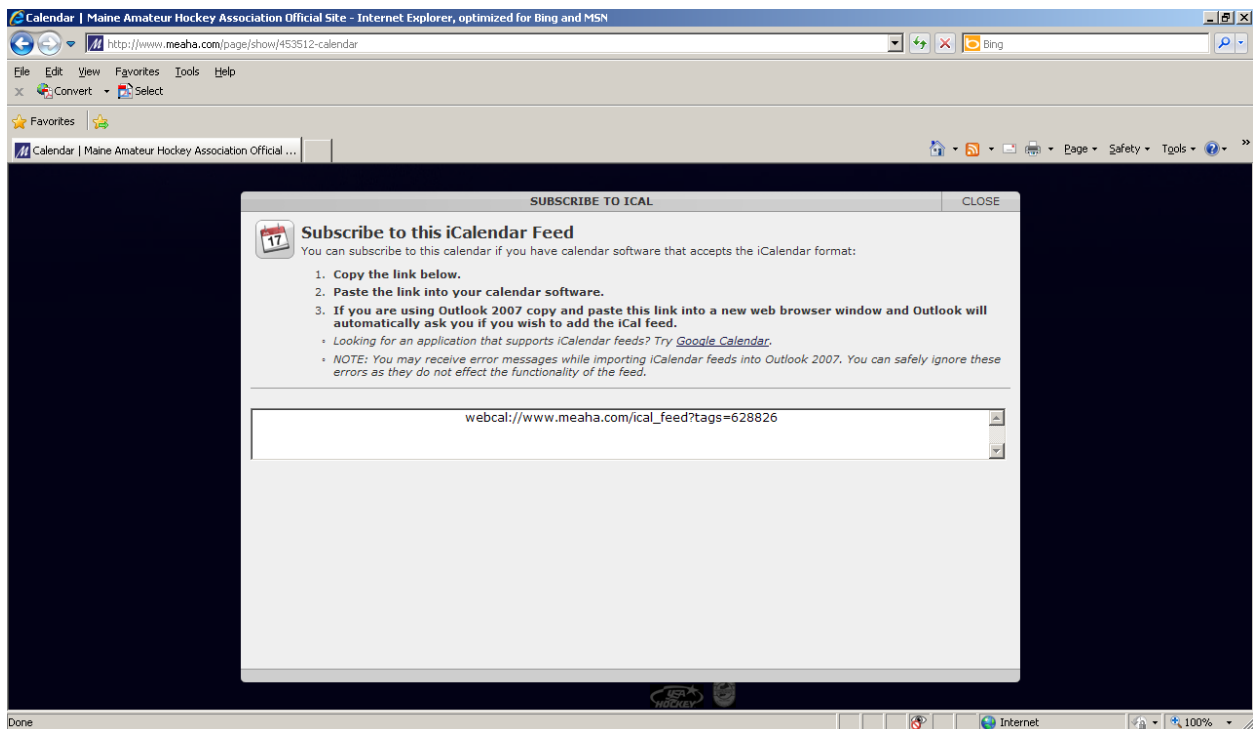 Calendar | Maine Amateur Hockey Association Official Site - Internet Explorer, optimized for Bing and MSN
http://www.meaha.com/page/show/453512-calendar
Bing
File Edit View Favorites Tools Help
x Convert Select
Favorites
Calendar | Maine Amateur Hockey Association Official ...
Page Safety Tools »
SUBSCRIBE TO ICAL CLOSE
17
Subscribe to this iCalendar Feed
You can subscribe to this calendar if you have calendar software that accepts the iCalendar format:
1. Copy the link below.
2. Paste the link into your calendar software.
3. If you are using Outlook 2007 copy and paste this link into a new web browser window and Outlook will
automatically ask you if you wish to add the iCal feed.
◦ Looking for an application that supports iCalendar feeds? Try Google Calendar.
◦ NOTE: You may receive error messages while importing iCalendar feeds into Outlook 2007. You can safely ignore these
errors as they do not effect the functionality of the feed.
webcal://www.meaha.com/ical_feed?tags=628826
USA
HOCKEY
Done Internet 100%